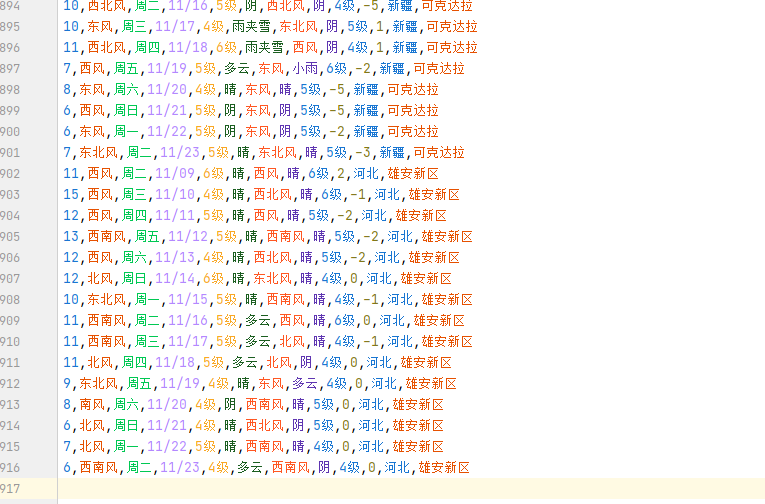 894 10,西北风,周二,11/16,5级,阴,西北风,阴,4级,-5,新疆,可克达拉
895 10,东风,周三,11/17,4级,雨夹雪,东北风,阴,5级,1,新疆,可克达拉
896 11,西北风,周四,11/18,6级,雨夹雪,西风,阴,4级,1,新疆,可克达拉
897 7,西风,周五,11/19,5级,多云,东风,小雨,6级,-2,新疆,可克达拉
898 8,东风,周六,11/20,4级,晴,东风,晴,5级,-5,新疆,可克达拉
899 6,西风,周日,11/21,5级,阴,东风,阴,5级,-5,新疆,可克达拉
900 6,东风,周一,11/22,5级,阴,东风,阴,5级,-2,新疆,可克达拉
901 7,东北风,周二,11/23,5级,晴,东北风,晴,5级,-3,新疆,可克达拉
902 11,西风,周二,11/09,6级,晴,西风,晴,6级,2,河北,雄安新区
903 15,西风,周三,11/10,4级,晴,西北风,晴,6级,-1,河北,雄安新区
904 12,西风,周四,11/11,5级,晴,西风,晴,5级,-2,河北,雄安新区
905 13,西南风,周五,11/12,5级,晴,西南风,晴,5级,-2,河北,雄安新区
906 12,西风,周六,11/13,4级,晴,西北风,晴,5级,-2,河北,雄安新区
907 12,北风,周日,11/14,6级,晴,东北风,晴,4级,0,河北,雄安新区
908 10,东北风,周一,11/15,5级,晴,西南风,晴,4级,-1,河北,雄安新区
909 11,西南风,周二,11/16,5级,多云,西风,晴,6级,0,河北,雄安新区
910 11,西南风,周三,11/17,5级,多云,北风,晴,4级,-1,河北,雄安新区
911 11,北风,周四,11/18,5级,多云,北风,阴,4级,0,河北,雄安新区
912 9,东北风,周五,11/19,4级,晴,东风,多云,4级,0,河北,雄安新区
913 8,南风,周六,11/20,4级,阴,西南风,晴,5级,0,河北,雄安新区
914 6,北风,周日,11/21,4级,晴,西北风,阴,5级,0,河北,雄安新区
915 7,北风,周一,11/22,5级,晴,西南风,晴,4级,0,河北,雄安新区
916 6,西南风,周二,11/23,4级,多云,西南风,阴,4级,0,河北,雄安新区
917